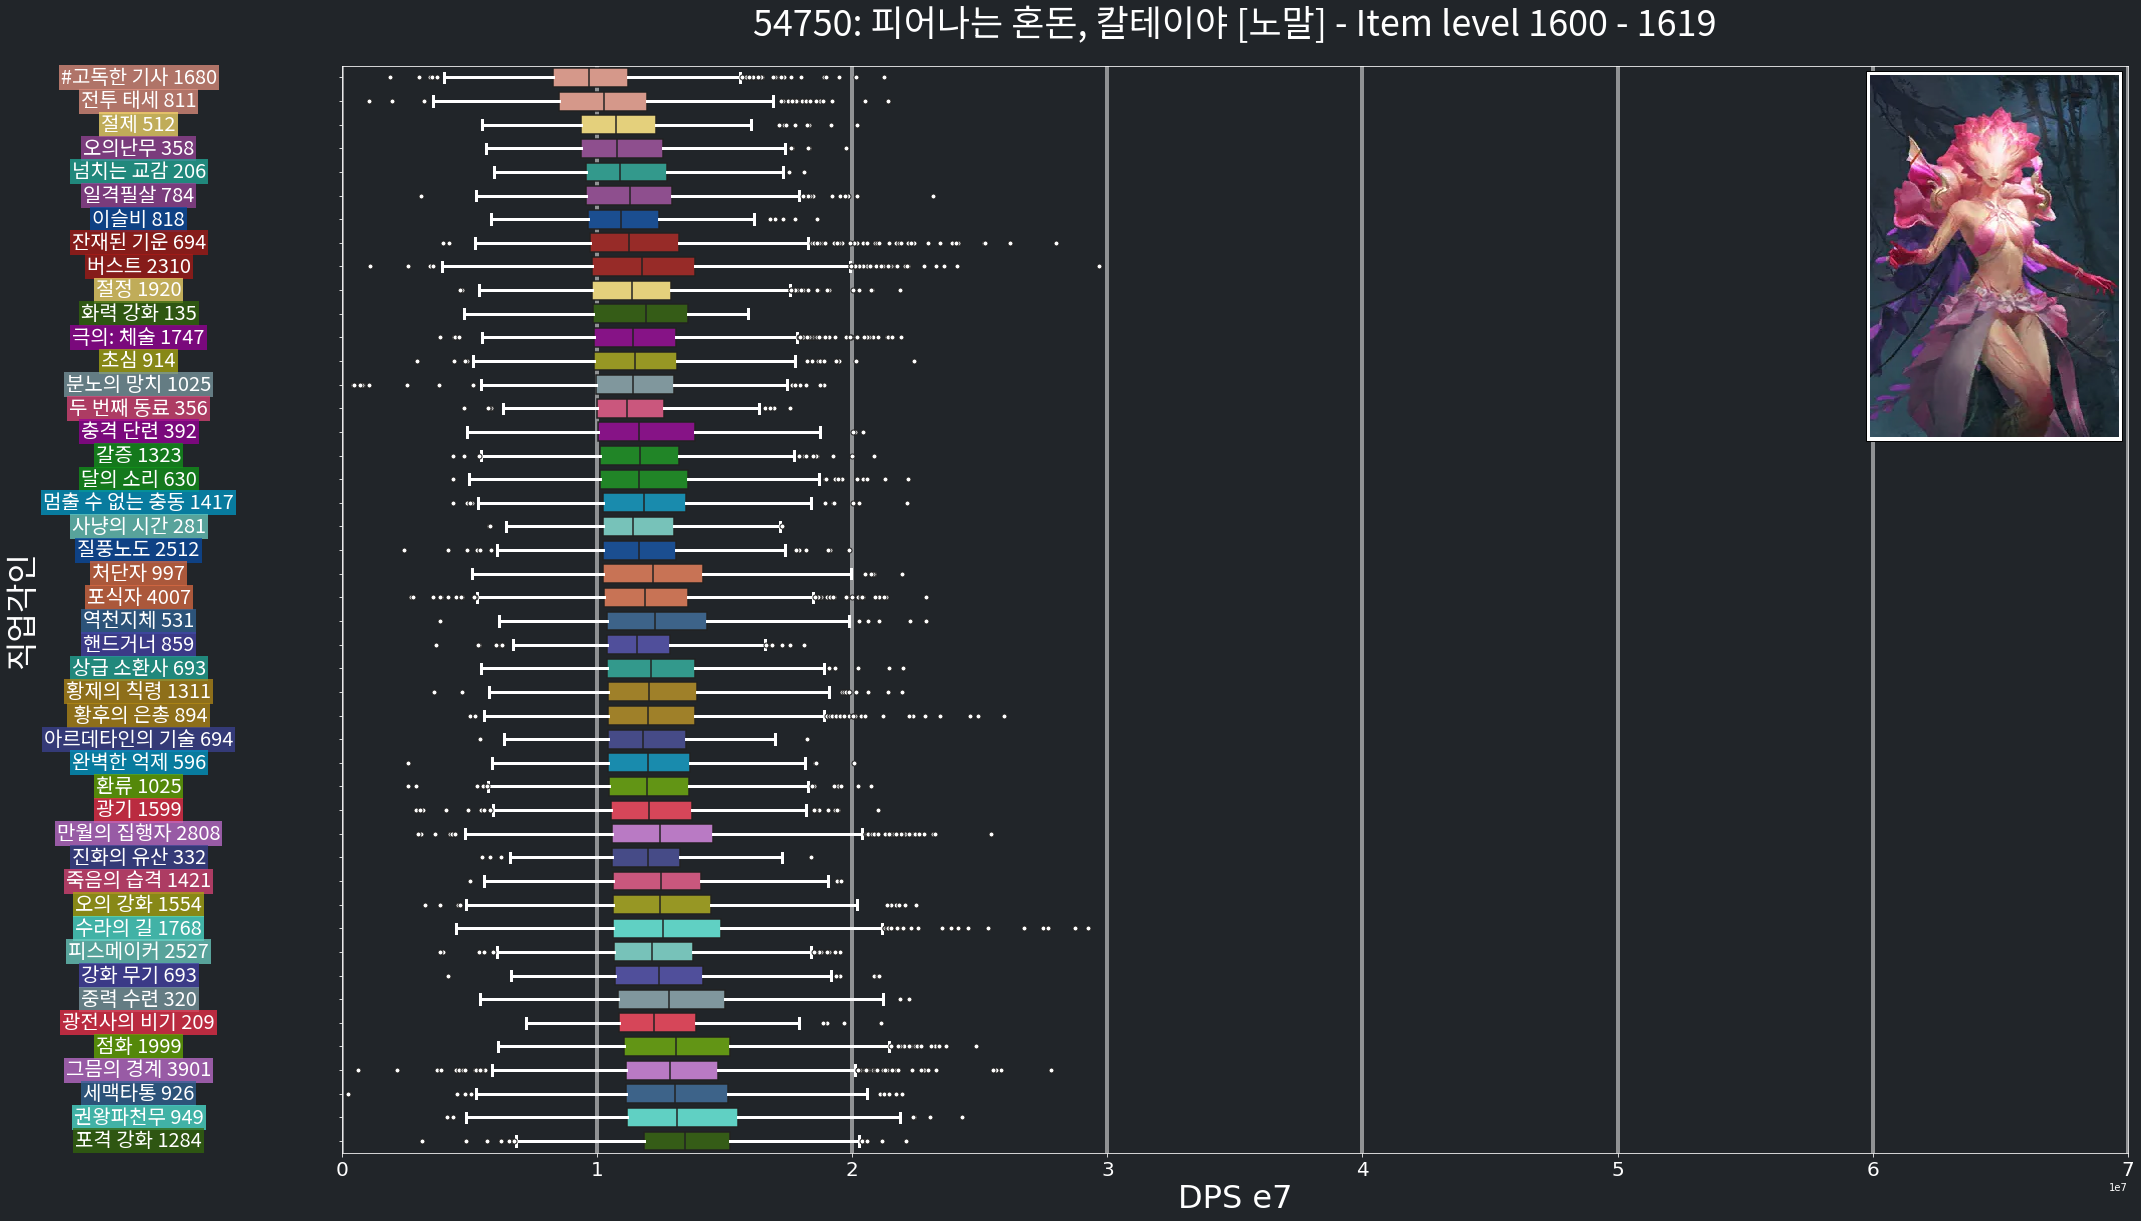 54750: 피어나는 혼돈, 칼테이야 [노말] - Item level 1600 - 1619
#고독한 기사 1680
전투 태세 811
절제 512
오의난무 358
넘치는 교감 206
일격필살 784
이슬비 818
잔재된 기운 694
버스트 2310
절정 1920
화력 강화 135
극의: 체술 1747
초심 914
분노의 망치 1025
두 번째 동료 356
충격 단련 392
갈증 1323
달의 소리 630
멈출 수 없는 충동 1417
사냥의 시간 281
질풍노도 2512
처단자 997
포식자 4007
역천지체 531
핸드거너 859
상급 소환사 693
황제의 칙령 1311
황후의 은총 894
아르데타인의 기술 694
완벽한 억제 596
환류 1025
광기 1599
만월의 집행자 2808
진화의 유산 332
죽음의 습격 1421
오의 강화 1554
수라의 길 1768
피스메이커 2527
강화 무기 693
중력 수련 320
광전사의 비기 209
점화 1999
그믐의 경계 3901
세맥타통 926
권왕파천무 949
포격 강화 1284
직업각인
0 1 2 3 4 5 6 7
1e7
DPS e7